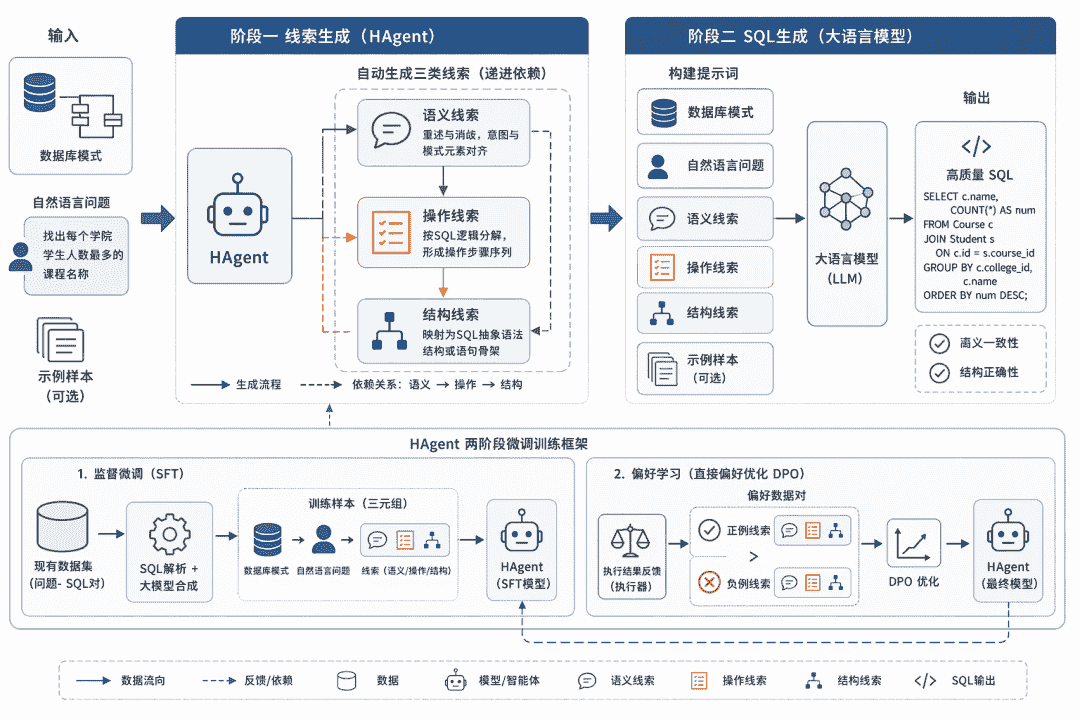 输入
数据库模式
自然语言问题
找出每个学院
学生人数最多的
课程名称
示例样本
(可选)
阶段一 线索生成（HAgent）
自动生成三类线索（递进依赖）
HAgent
语义线索
重述与消歧，意图与
模式元素对齐
操作线索
按SQL逻辑分解，
形成操作步骤序列
结构线索
映射为SQL抽象语法
结构或语句骨架
生成流程
依赖关系：语义 → 操作 → 结构
阶段二 SQL生成（大语言模型）
构建提示词
数据库模式
自然语言问题
语义线索
操作线索
结构线索
示例样本
（可选）
大语言模型
（LLM）
输出
</>
高质量 SQL
SELECT c.name,
COUNT(*) AS num
FROM Course c
JOIN Student s
ON c.id = s.course_id
GROUP BY c.college_id,
c.name
ORDER BY num DESC;
义一致性
结构正确性
HAgent 两阶段微调训练框架
1. 监督微调（SFT）
现有数据集
(问题- SQL对)
SQL解析 +
大模型合成
训练样本（三元组）
数据库模式
自然语言问题
线索（语义/操作/结构）
HAgent
（SFT模型）
2. 偏好学习（直接偏好优化 DPO）
偏好数据对
执行结果反馈
（执行器）
正例线索
>
负例线索
DPO 优化
HAgent
（最终模型）
数据流向
反馈/依赖
数据
模型/智能体
语义线索
操作线索
结构线索
</>
SQL输出